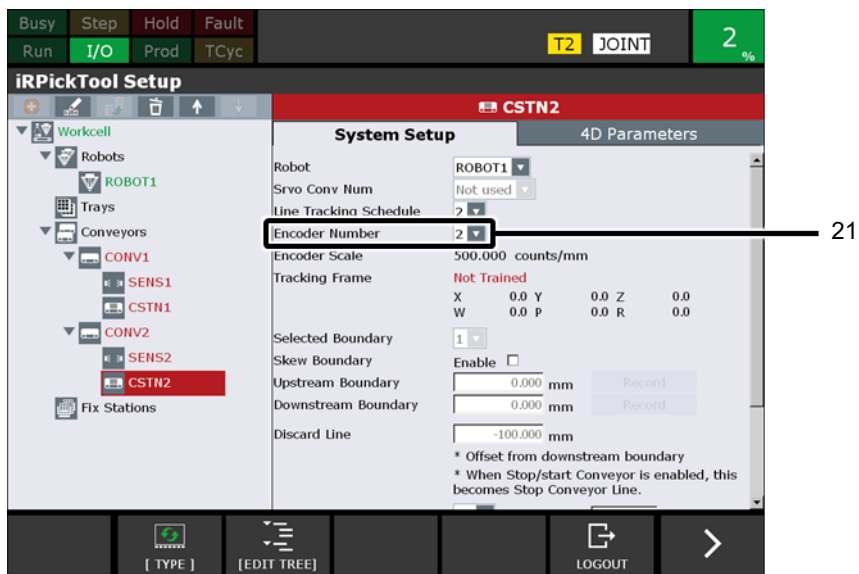 Busy Step Hold Fault
Run I/O Prod TCyc
T2 JOINT
2 %
iRPickTool Setup
CSTN2
Workcell
Robots
ROBOT1
Trays
Conveyors
CONV1
SENS1
CSTN1
CONV2
SENS2
CSTN2
Fix Stations
System Setup 4D Parameters
Robot ROBOT1
Srvo Conv Num Not used
Line Tracking Schedule 2
Encoder Number 2
21
Encoder Scale 500.000 counts/mm
Tracking Frame Not Trained
X 0.0 Y 0.0 Z 0.0
W 0.0 P 0.0 R 0.0
Selected Boundary 1
Skew Boundary Enable
Upstream Boundary 0.000 mm Record
Downstream Boundary 0.000 mm Record
Discard Line -100.000 mm
* Offset from downstream boundary
* When Stop/start Conveyor is enabled, this
becomes Stop Conveyor Line.
[ TYPE ] [EDIT TREE] LOGOUT